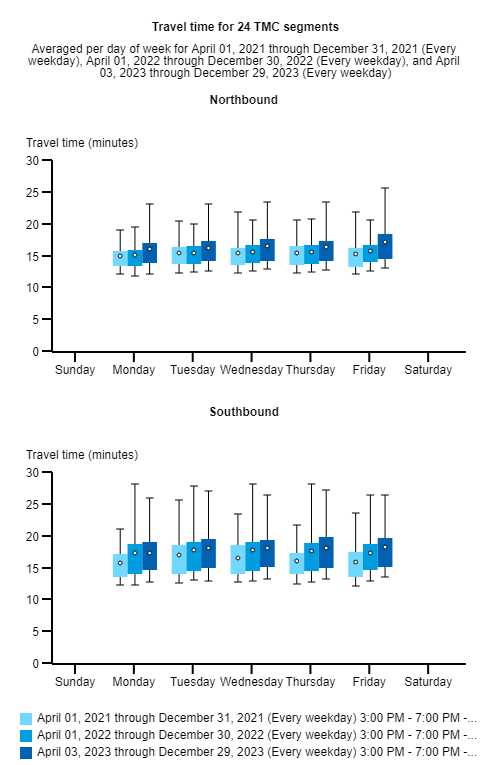 Travel time for 24 TMC segments
Averaged per day of week for April 01, 2021 through December 31, 2021 (Every
weekday), April 01, 2022 through December 30, 2022 (Every weekday), and April
03, 2023 through December 29, 2023 (Every weekday)
Northbound
Travel time (minutes)
30
25
20
15
10
5
0
Sunday Monday Tuesday Wednesday Thursday Friday Saturday
Southbound
Travel time (minutes)
30
25
20
15
10
5
0
Sunday Monday Tuesday Wednesday Thursday Friday Saturday
April 01, 2021 through December 31, 2021 (Every weekday) 3:00 PM - 7:00 PM -...
April 01, 2022 through December 30, 2022 (Every weekday) 3:00 PM - 7:00 PM -...
April 03, 2023 through December 29, 2023 (Every weekday) 3:00 PM - 7:00 PM -...